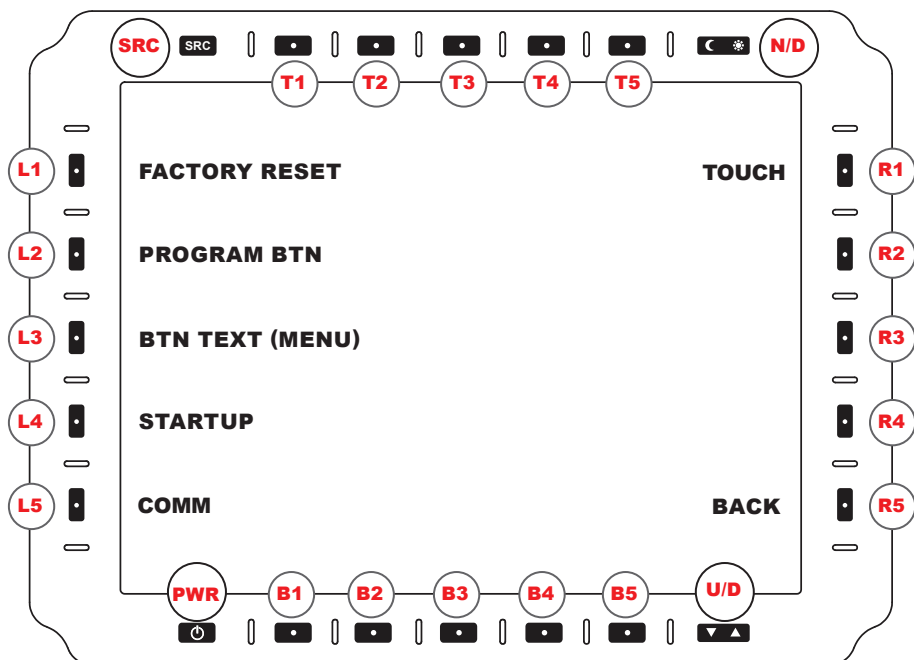 SRC SRC N/D
T1 T2 T3 T4 T5
L1 FACTORY RESET TOUCH R1
L2 PROGRAM BTN R2
L3 BTN TEXT (MENU) R3
L4 STARTUP R4
L5 COMM BACK R5
PWR B1 B2 B3 B4 B5 U/D